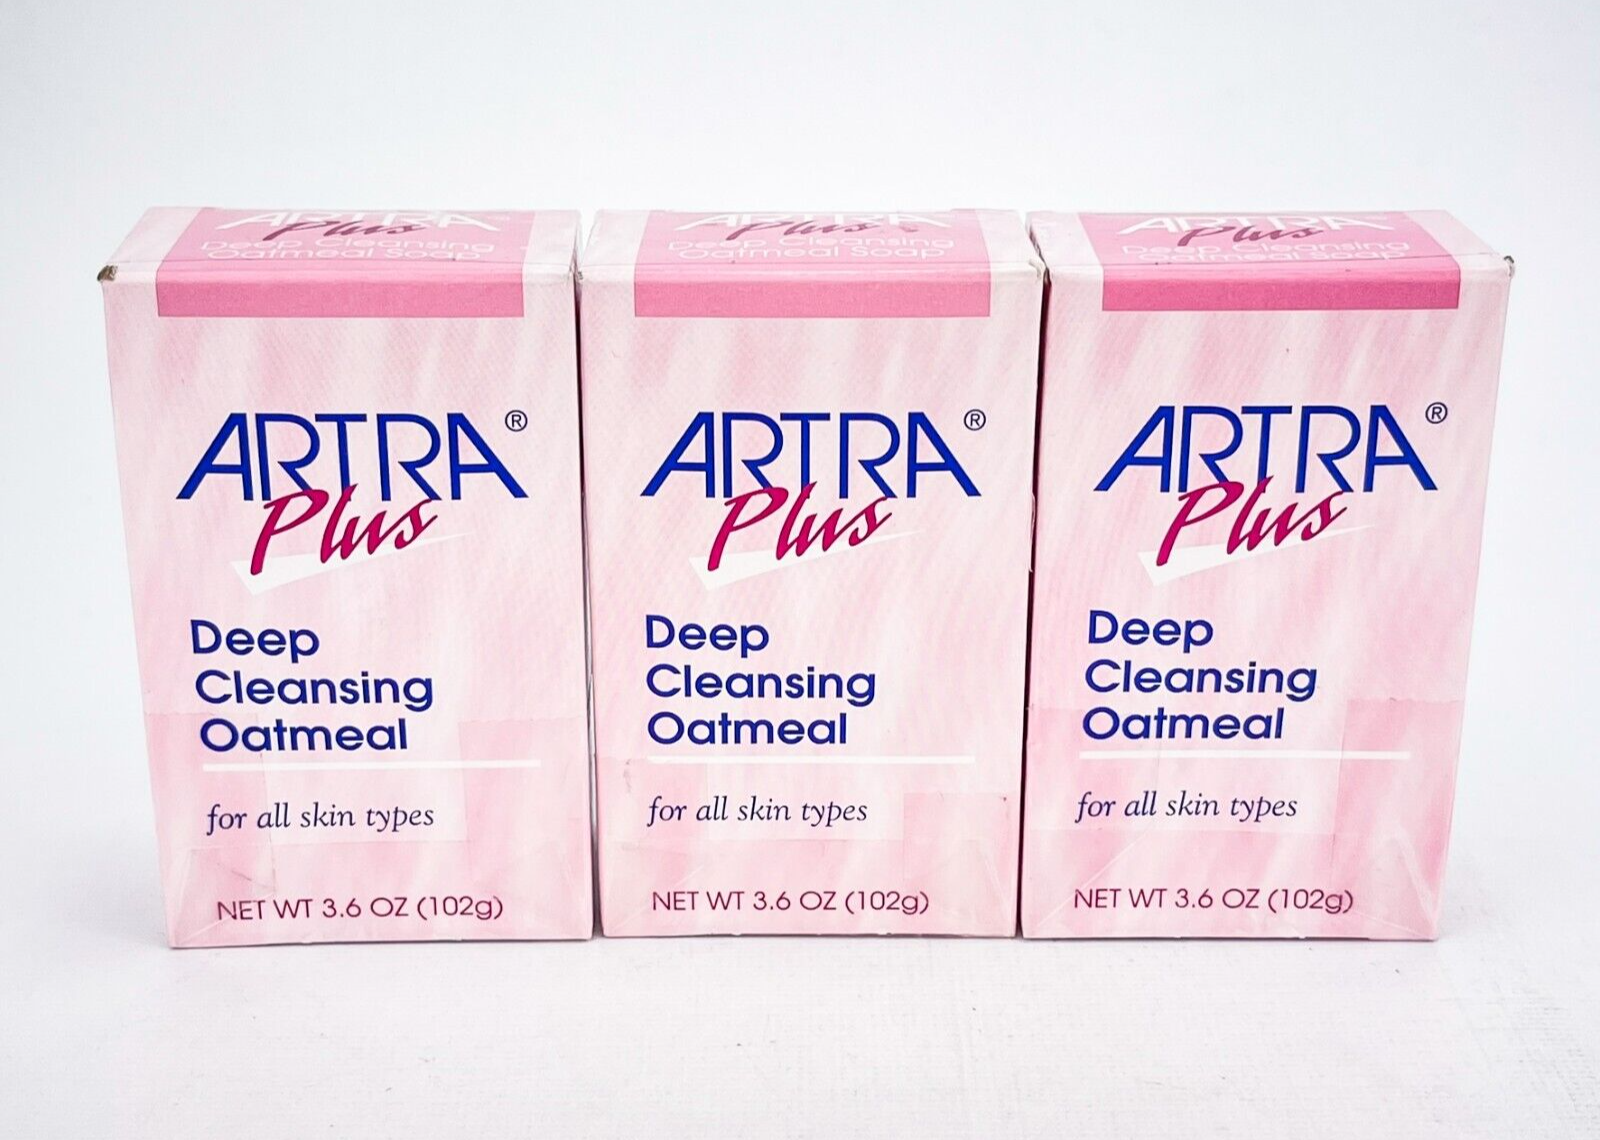 ARTRA
Plus
Deep Cleansing
Oatmeal Soap
ARTRA®
Plus
Deep
Cleansing
Oatmeal
for all skin types
NET WT 3.6 OZ (102g)
ARTRA
Plus
Deep Cleansing
Oatmeal Soap
ARTRA®
Plus
Deep
Cleansing
Oatmeal
for all skin types
NET WT 3.6 OZ (102g)
ARTRA
Plus
Deep Cleansing
Oatmeal Soap
ARTRA®
Plus
Deep
Cleansing
Oatmeal
for all skin types
NET WT 3.6 OZ (102g)